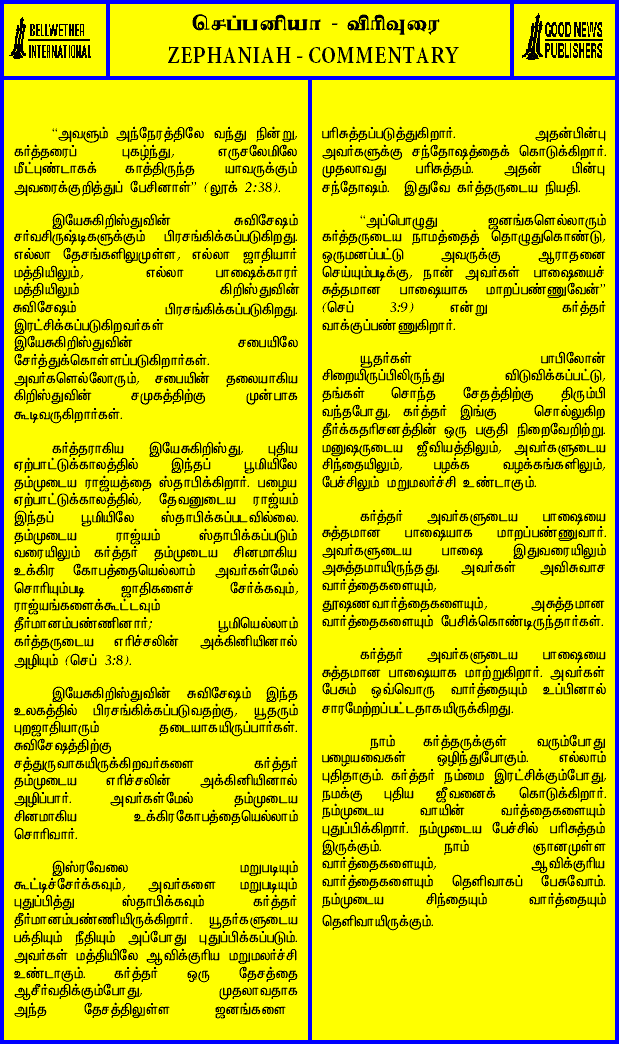 BELLWETHER
INTERNATIONAL
செப்பனியா - விரிவுரை
ZEPHANIAH - COMMENTARY
GOOD NEWS
PUBLISHERS
“அவளும் அந்நேரத்திலே வந்து நின்று,
கர்த்தரைப் புகழ்ந்து, எருசலேமிலே
மீட்புண்டாகக் காத்திருந்த யாவருக்கும்
அவரைக்குறித்துப் பேசினாள்” (லூக் 2:38).
இயேசுகிறிஸ்துவின் சுவிசேஷம்
சர்வசிருஷ்டிகளுக்கும் பிரசங்கிக்கப்படுகிறது.
எல்லா தேசங்களிலுமுள்ள, எல்லா ஜாதியார்
மத்தியிலும், எல்லா பாஷைக்காரர்
மத்தியிலும் கிறிஸ்துவின்
சுவிசேஷம் பிரசங்கிக்கப்படுகிறது.
இரட்சிக்கப்படுகிறவர்கள்
இயேசுகிறிஸ்துவின் சபையிலே
சேர்த்துக்கொள்ளப்படுகிறார்கள்.
அவர்களெல்லோரும், சபையின் தலையாகிய
கிறிஸ்துவின் சமுகத்திற்கு முன்பாக
கூடிவருகிறார்கள்.
கர்த்தராகிய இயேசுகிறிஸ்து, புதிய
ஏற்பாட்டுக்காலத்தில் இந்தப் பூமியிலே
தம்முடைய ராஜ்யத்தை ஸ்தாபிக்கிறார். பழைய
ஏற்பாட்டுக்காலத்தில், தேவனுடைய ராஜ்யம்
இந்தப் பூமியிலே ஸ்தாபிக்கப்படவில்லை.
தம்முடைய ராஜ்யம் ஸ்தாபிக்கப்படும்
வரையிலும் கர்த்தர் தம்முடைய சினமாகிய
உக்கிர கோபத்தையெல்லாம் அவர்கள்மேல்
சொரியும்படி ஜாதிகளைச் சேர்க்கவும்,
ராஜ்யங்களைக்கூட்டவும்
தீர்மானம்பண்ணினார்; பூமியெல்லாம்
கர்த்தருடைய எரிச்சலின் அக்கினியினால்
அழியும் (செப் 3:8).
இயேசுகிறிஸ்துவின் சுவிசேஷம் இந்த
உலகத்தில் பிரசங்கிக்கப்படுவதற்கு, யூதரும்
புறஜாதியாரும் தடையாகயிருப்பார்கள்.
சுவிசேஷத்திற்கு
சத்துருவாகயிருக்கிறவர்களை கர்த்தர்
தம்முடைய எரிச்சலின் அக்கினியினால்
அழிப்பார். அவர்கள்மேல் தம்முடைய
சினமாகிய உக்கிரகோபத்தையெல்லாம்
சொரிவார்.
இஸ்ரவேலை மறுபடியும்
கூட்டிச்சேர்க்கவும், அவர்களை மறுபடியும்
புதுப்பித்து ஸ்தாபிக்கவும் கர்த்தர்
தீர்மானம்பண்ணியிருக்கிறார். யூதர்களுடைய
பக்தியும் நீதியும் அப்போது புதுப்பிக்கப்படும்.
அவர்கள் மத்தியிலே ஆவிக்குரிய மறுமலர்ச்சி
உண்டாகும். கர்த்தர் ஒரு தேசத்தை
ஆசீர்வதிக்கும்போது, முதலாவதாக
அந்த தேசத்திலுள்ள ஜனங்களை
பரிசுத்தப்படுத்துகிறார். அதன்பின்பு
அவர்களுக்கு சந்தோஷத்தைக் கொடுக்கிறார்.
முதலாவது பரிசுத்தம். அதன் பின்பு
சந்தோஷம். இதுவே கர்த்தருடைய நியதி.
“அப்பொழுது ஜனங்களெல்லாரும்
கர்த்தருடைய நாமத்தைத் தொழுதுகொண்டு,
ஒருமனப்பட்டு அவருக்கு ஆராதனை
செய்யும்படிக்கு, நான் அவர்கள் பாஷையைச்
சுத்தமான பாஷையாக மாறப்பண்ணுவேன்”
(செப் 3:9) என்று கர்த்தர்
வாக்குப்பண்ணுகிறார்.
யூதர்கள் பாபிலோன்
சிறையிருப்பிலிருந்து விடுவிக்கப்பட்டு,
தங்கள் சொந்த சேதத்திற்கு திரும்பி
வந்தபோது, கர்த்தர் இங்கு சொல்லுகிற
தீர்க்கதரிசனத்தின் ஒரு பகுதி நிறைவேறிற்று.
மனுஷருடைய ஜீவியத்திலும், அவர்களுடைய
சிந்தையிலும், பழக்க வழக்கங்களிலும்,
பேச்சிலும் மறுமலர்ச்சி உண்டாகும்.
கர்த்தர் அவர்களுடைய பாஷையை
சுத்தமான பாஷையாக மாறப்பண்ணுவார்.
அவர்களுடைய பாஷை இதுவரையிலும்
அசுத்தமாயிருந்தது. அவர்கள் அவிசுவாச
வார்த்தைகளையும்,
தூஷணவார்த்தைகளையும், அசுத்தமான
வார்த்தைகளையும் பேசிக்கொண்டிருந்தார்கள்.
கர்த்தர் அவர்களுடைய பாஷையை
சுத்தமான பாஷையாக மாற்றுகிறார். அவர்கள்
பேசும் ஒவ்வொரு வார்த்தையும் உப்பினால்
சாரமேற்றப்பட்டதாகயிருக்கிறது.
நாம் கர்த்தருக்குள் வரும்போது
பழையவைகள் ஒழிந்துபோகும். எல்லாம்
புதிதாகும். கர்த்தர் நம்மை இரட்சிக்கும்போது,
நமக்கு புதிய ஜீவனைக் கொடுக்கிறார்.
நம்முடைய வாயின் வர்த்தைகளையும்
புதுப்பிக்கிறார். நம்முடைய பேச்சில் பரிசுத்தம்
இருக்கும். நாம் ஞானமுள்ள
வார்த்தைகளையும், ஆவிக்குரிய
வார்த்தைகளையும் தெளிவாகப் பேசுவோம்.
நம்முடைய சிந்தையும் வார்த்தையும்
தெளிவாயிருக்கும்.